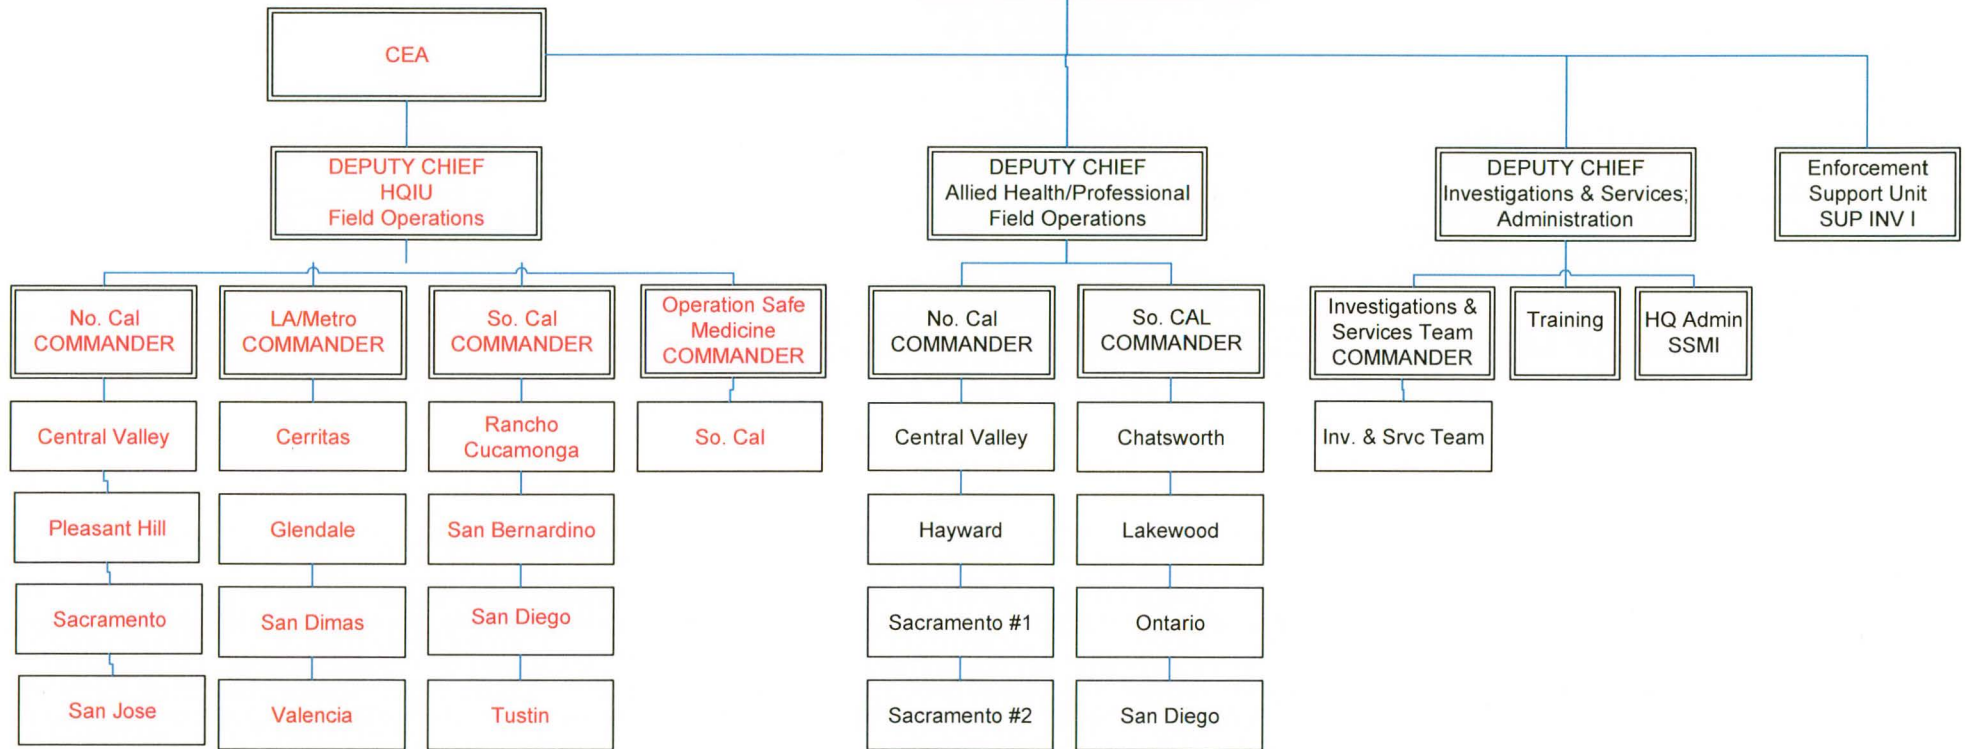 CEA
DEPUTY CHIEF
HQIU
Field Operations
DEPUTY CHIEF
Allied Health/Professional
Field Operations
DEPUTY CHIEF
Investigations & Services;
Administration
Enforcement
Support Unit
SUP INV I
No. Cal
COMMANDER
LA/Metro
COMMANDER
So. Cal
COMMANDER
Operation Safe
Medicine
COMMANDER
No. Cal
COMMANDER
So. CAL
COMMANDER
Investigations &
Services Team
COMMANDER
Training
HQ Admin
SSMI
Central Valley
Cerritas
Rancho
Cucamonga
So. Cal
Central Valley
Chatsworth
Inv. & Srvc Team
Pleasant Hill
Glendale
San Bernardino
Hayward
Lakewood
Sacramento
San Dimas
San Diego
Sacramento #1
Ontario
San Jose
Valencia
Tustin
Sacramento #2
San Diego